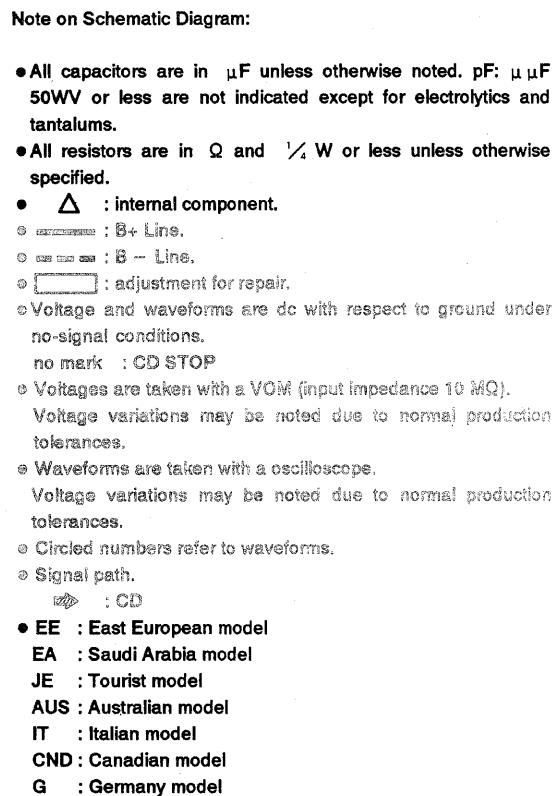 Note on Schematic Diagram:
● All capacitors are in μF unless otherwise noted. pF: μμF
50WV or less are not indicated except for electrolytics and
tantalums.
● All resistors are in Ω and ¼ W or less unless otherwise
specified.
● △ : internal component.
● : B+ Line.
● : B − Line.
● : adjustment for repair.
● Voltage and waveforms are dc with respect to ground under
no-signal conditions.
no mark : CD STOP
● Voltages are taken with a VOM (input impedance 10 MΩ).
Voltage variations may be noted due to normal production
tolerances.
● Waveforms are taken with a oscilloscope.
Voltage variations may be noted due to normal production
tolerances.
● Circled numbers refer to waveforms.
● Signal path.
⇒ : CD
● EE : East European model
EA : Saudi Arabia model
JE : Tourist model
AUS : Australian model
IT : Italian model
CND : Canadian model
G : Germany model